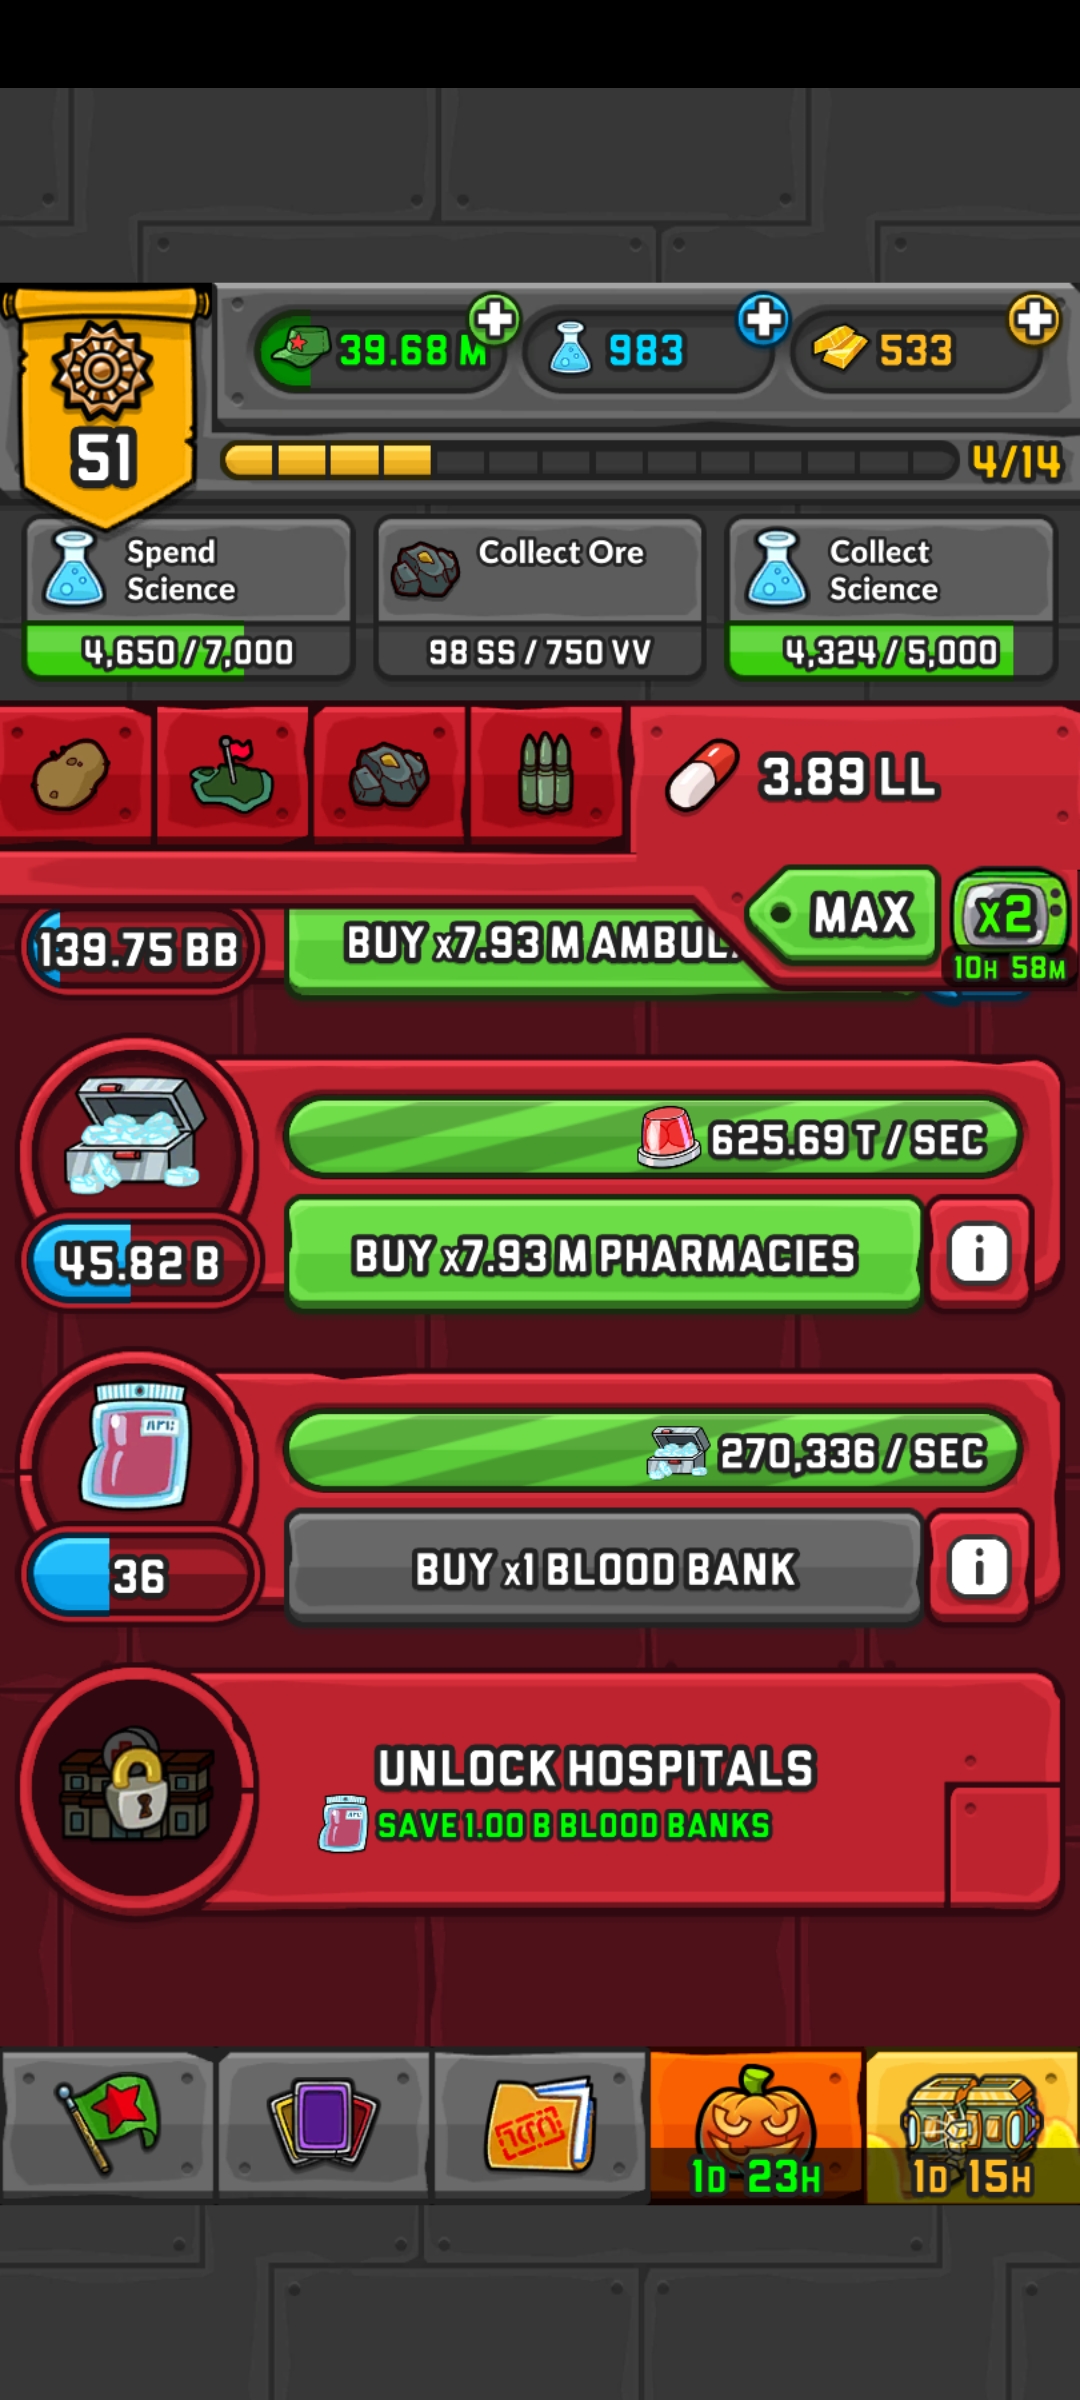 39.68 M
983
533
51
4/14
Spend
Science
4,650 / 7,000
Collect Ore
98 SS / 750 VV
Collect
Science
4,324 / 5,000
3.89 LL
MAX
x2
10H 58M
139.75 BB
BUY x7.93 M AMBUL
625.69 T / SEC
45.82 B
BUY x7.93 M PHARMACIES
i
270,336 / SEC
36
BUY x1 BLOOD BANK
i
UNLOCK HOSPITALS
SAVE 1.00 B BLOOD BANKS
1D 23H
1D 15H